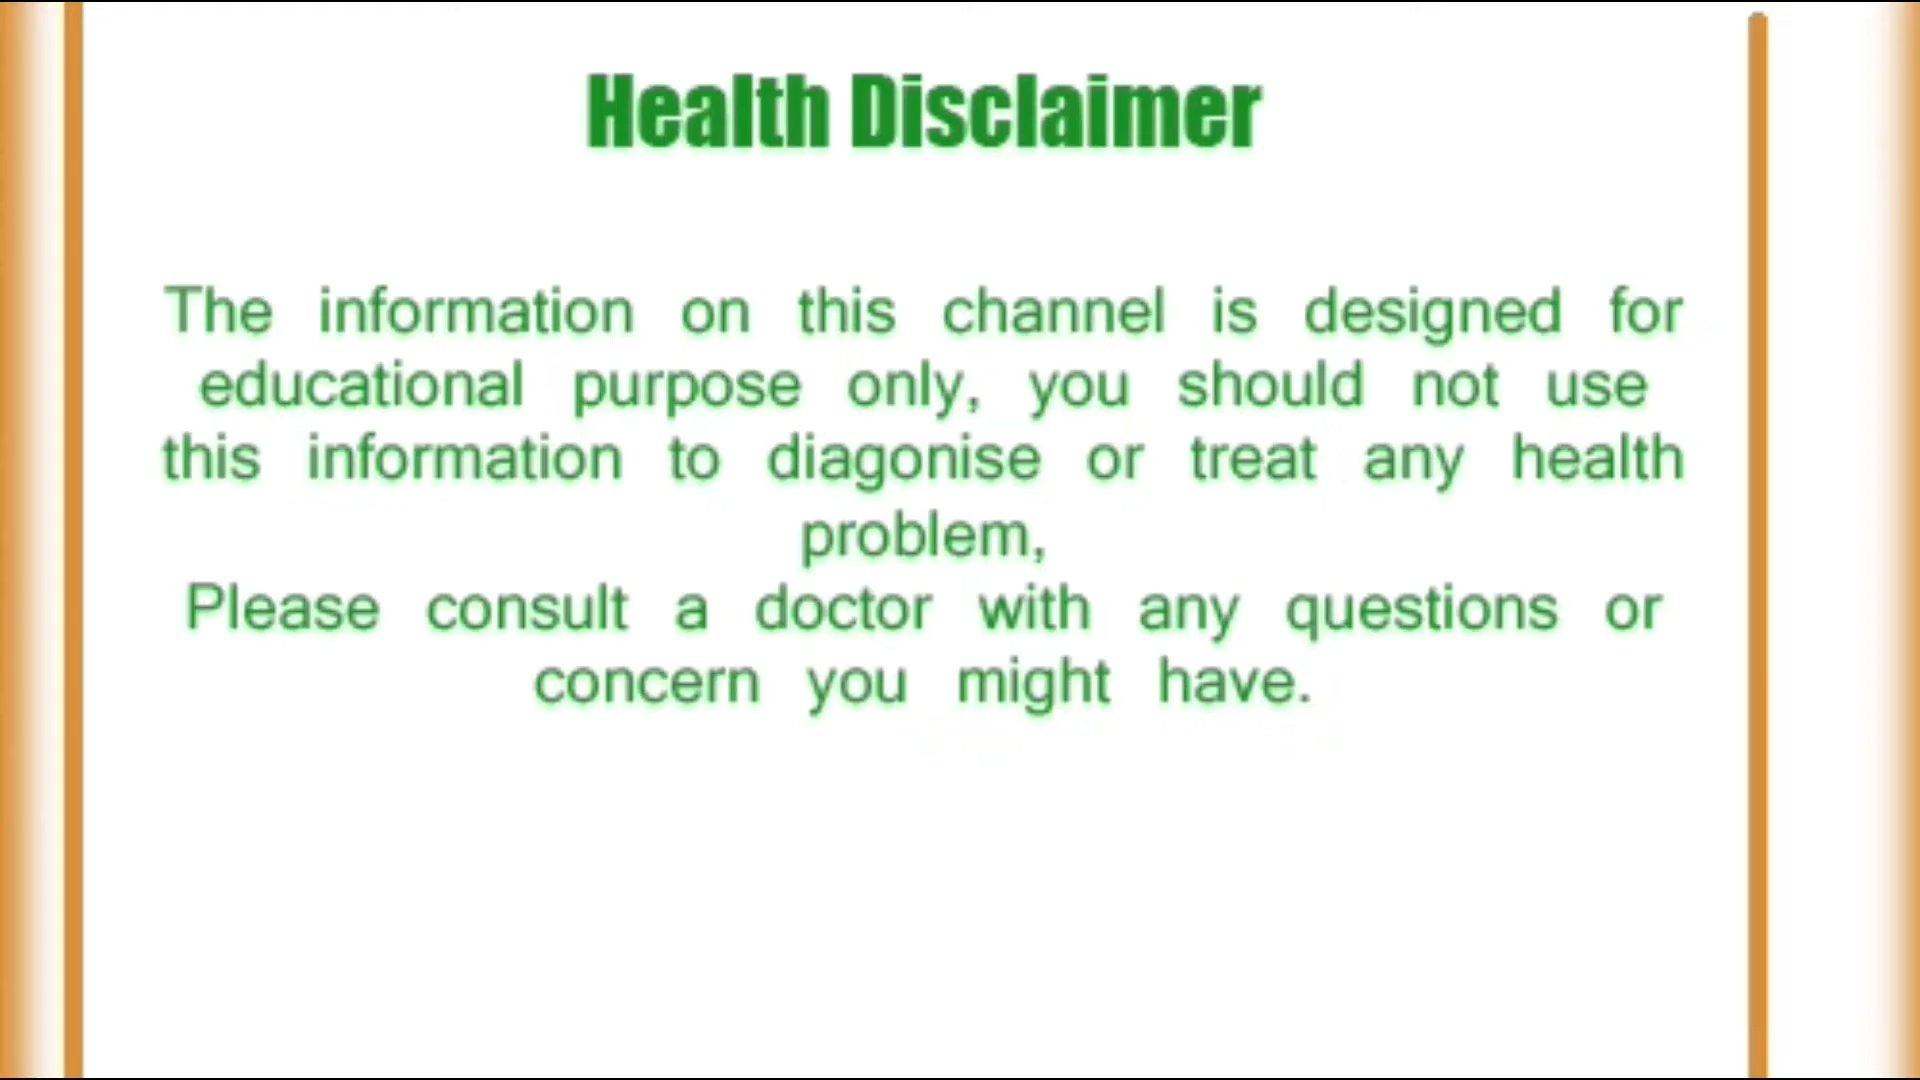 Health Disclaimer
The information on this channel is designed for
educational purpose only, you should not use
this information to diagonise or treat any health
problem,
Please consult a doctor with any questions or
concern you might have.